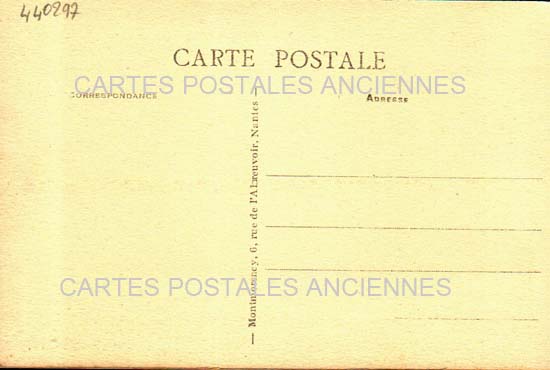 440297
CARTE POSTALE
CARTES POSTALES ANCIENNES
CORRESPONDANCE
ADRESSE
— Montmorency, 6, rue de l'Abreuvoir, Nantes —
CARTES POSTALES ANCIENNES